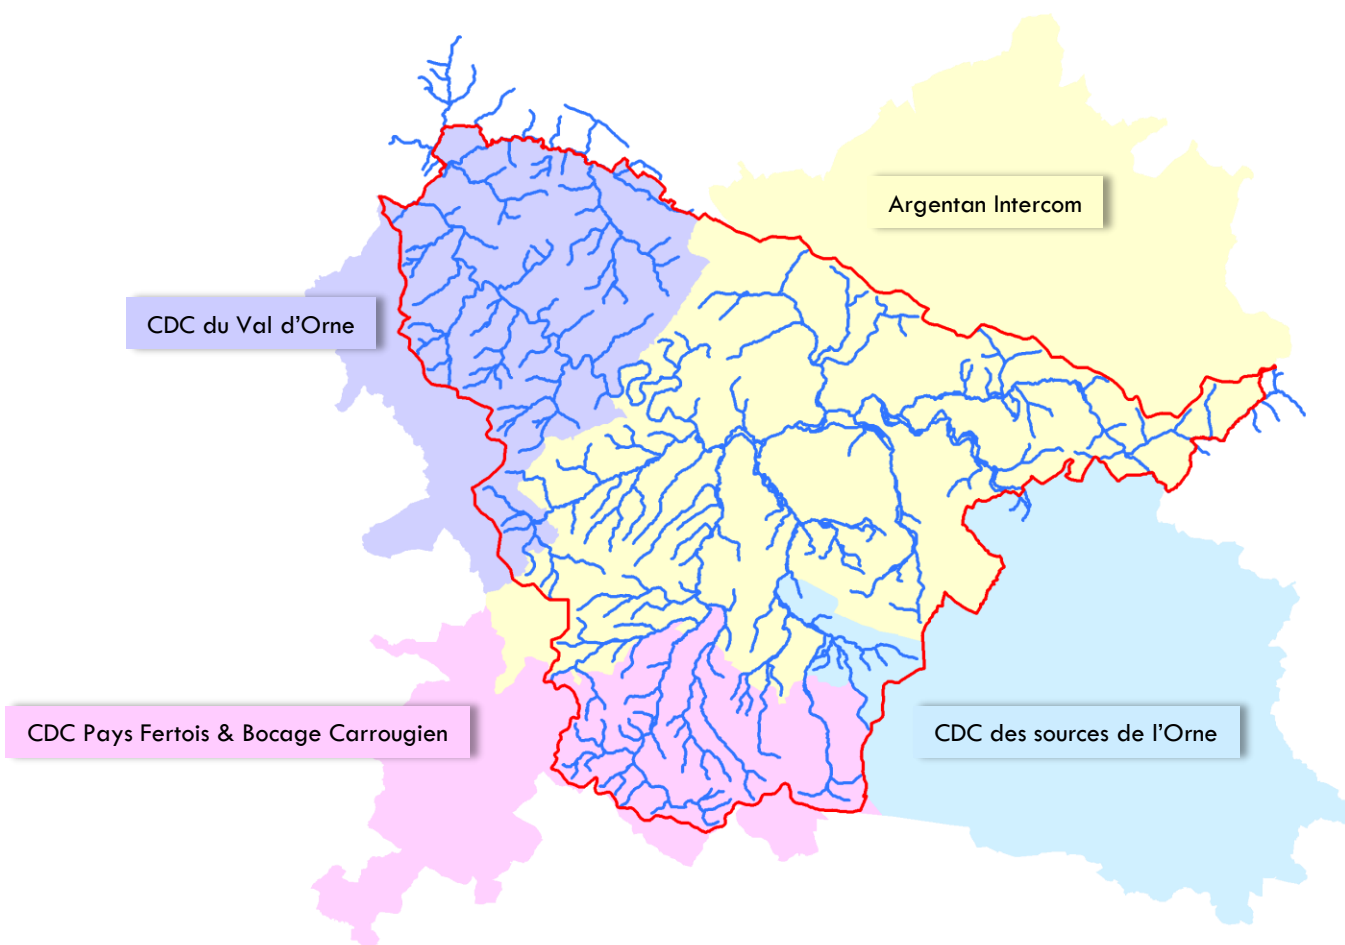 Argentan Intercom
CDC du Val d’Orne
CDC Pays Fertois & Bocage Carrougien
CDC des sources de l’Orne